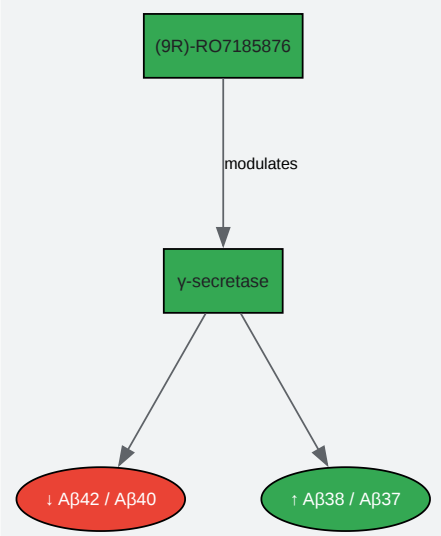 (9R)-RO7185876
modulates
γ-secretase
↓ Aβ42 / Aβ40
↑ Aβ38 / Aβ37